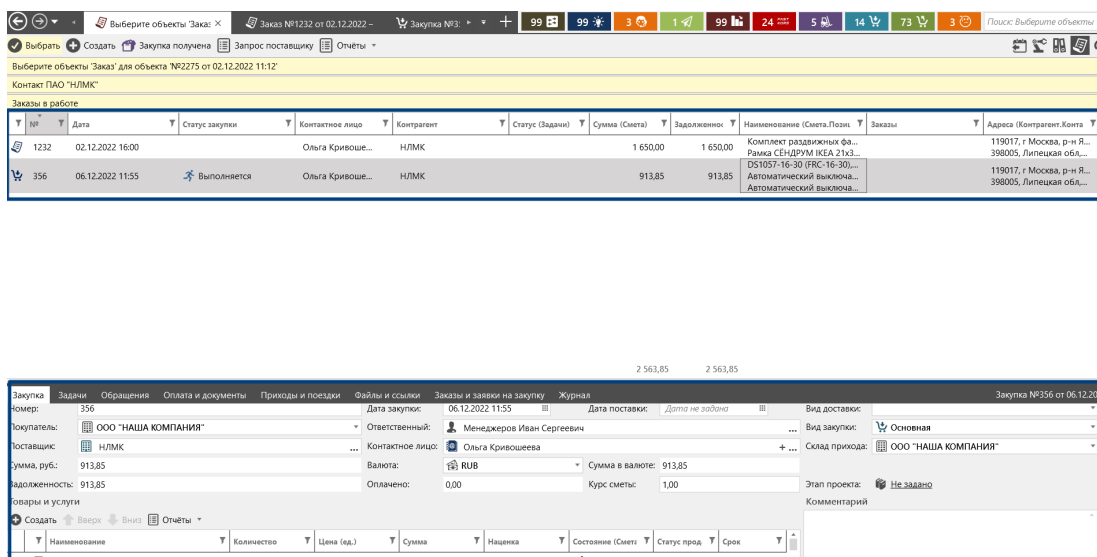 Выберите объекты 'Заказ × Заказ №1232 от 02.12.2022 – Закупка №3: 99 99 3 1 99 24 5 14 73 3 Поиск: Выберите объекты
Выбрать Создать Закупка получена Запрос поставщику Отчёты
Выберите объекты 'Заказ' для объекта '№2275 от 02.12.2022 11:12'
Контакт ПАО "НЛМК"
Заказы в работе
№ Дата Статус закупки Контактное лицо Контрагент Статус (Задачи) Сумма (Смета) Задолженнос Наименование (Смета.Позиц Заказы Адреса (Контрагент.Конта
1232 02.12.2022 16:00 Ольга Кривоше... НЛМК 1 650,00 1 650,00 Комплект раздвижных фа... 119017, г Москва, р-н Я...
Рамка СЁНДРУМ IKEA 21x3... 398005, Липецкая обл,...
356 06.12.2022 11:55 Выполняется Ольга Кривоше... НЛМК 913,85 913,85 DS1057-16-30 (FRC-16-30),... 119017, г Москва, р-н Я...
Автоматический выключа... 398005, Липецкая обл,...
Автоматический выключа...
2 563,85 2 563,85
Закупка Задачи Обращения Оплата и документы Приходы и поездки Файлы и ссылки Заказы и заявки на закупку Журнал Закупка №356 от 06.12.20
Номер: 356 Дата закупки: 06.12.2022 11:55 Дата поставки: Дата не задана Вид доставки:
Покупатель: ООО "НАША КОМПАНИЯ" Ответственный: Менеджеров Иван Сергеевич ... Вид закупки: Основная
Поставщик: НЛМК ... Контактное лицо: Ольга Кривошеева + ... Склад прихода: ООО "НАША КОМПАНИЯ"
Сумма, руб.: 913,85 Валюта: RUB Сумма в валюте: 913,85
Задолженность: 913,85 Оплачено: 0,00 Курс сметы: 1,00 Этап проекта: Не задано
Товары и услуги Комментарий
Создать Вверх Вниз Отчёты
Наименование Количество Цена (ед.) Сумма Наценка Состояние (Смета Статус прод. Срок